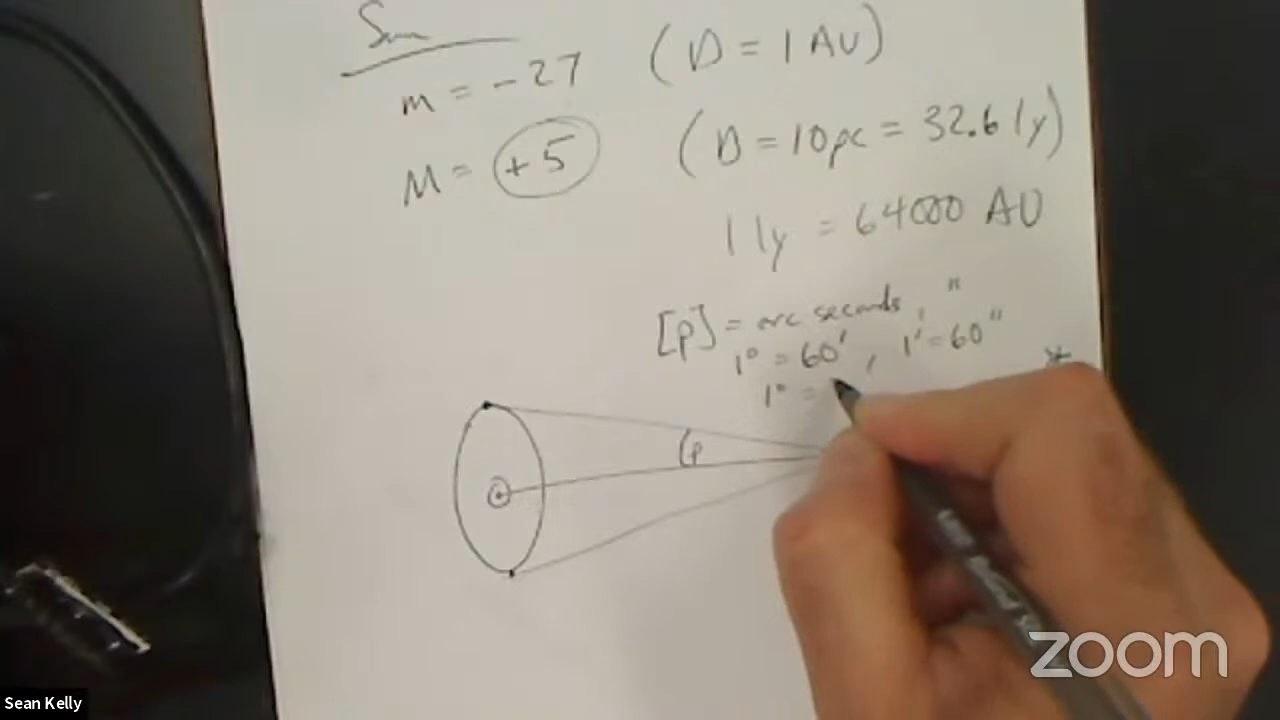 Sun
m = -27 (D = 1 AU)
M = +5 (D = 10pc = 32.6 ly)
1 ly = 64000 AU
[p] = arc seconds, "
1° = 60', 1' = 60"
1° =
p
zoom
Sean Kelly